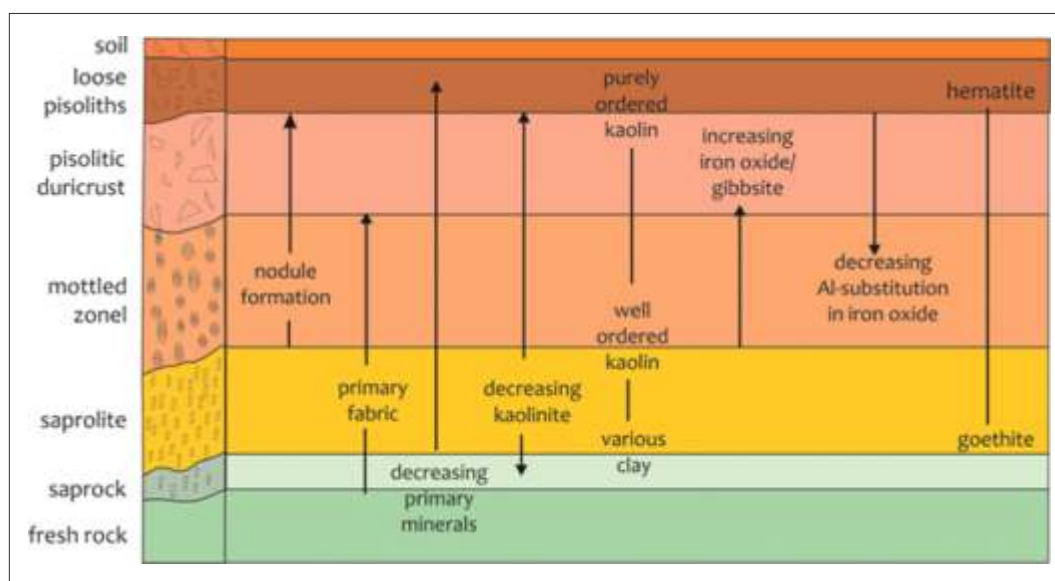 soil
loose
pisoliths
pisolitic
duricrust
mottled
zonel
saprolite
saprock
fresh rock
nodule
formation
primary
fabric
decreasing
primary
minerals
decreasing
kaolinite
purely
ordered
kaolin
well
ordered
kaolin
various
clay
increasing
iron oxide/
gibbsite
decreasing
Al-substitution
in iron oxide
hematite
goethite